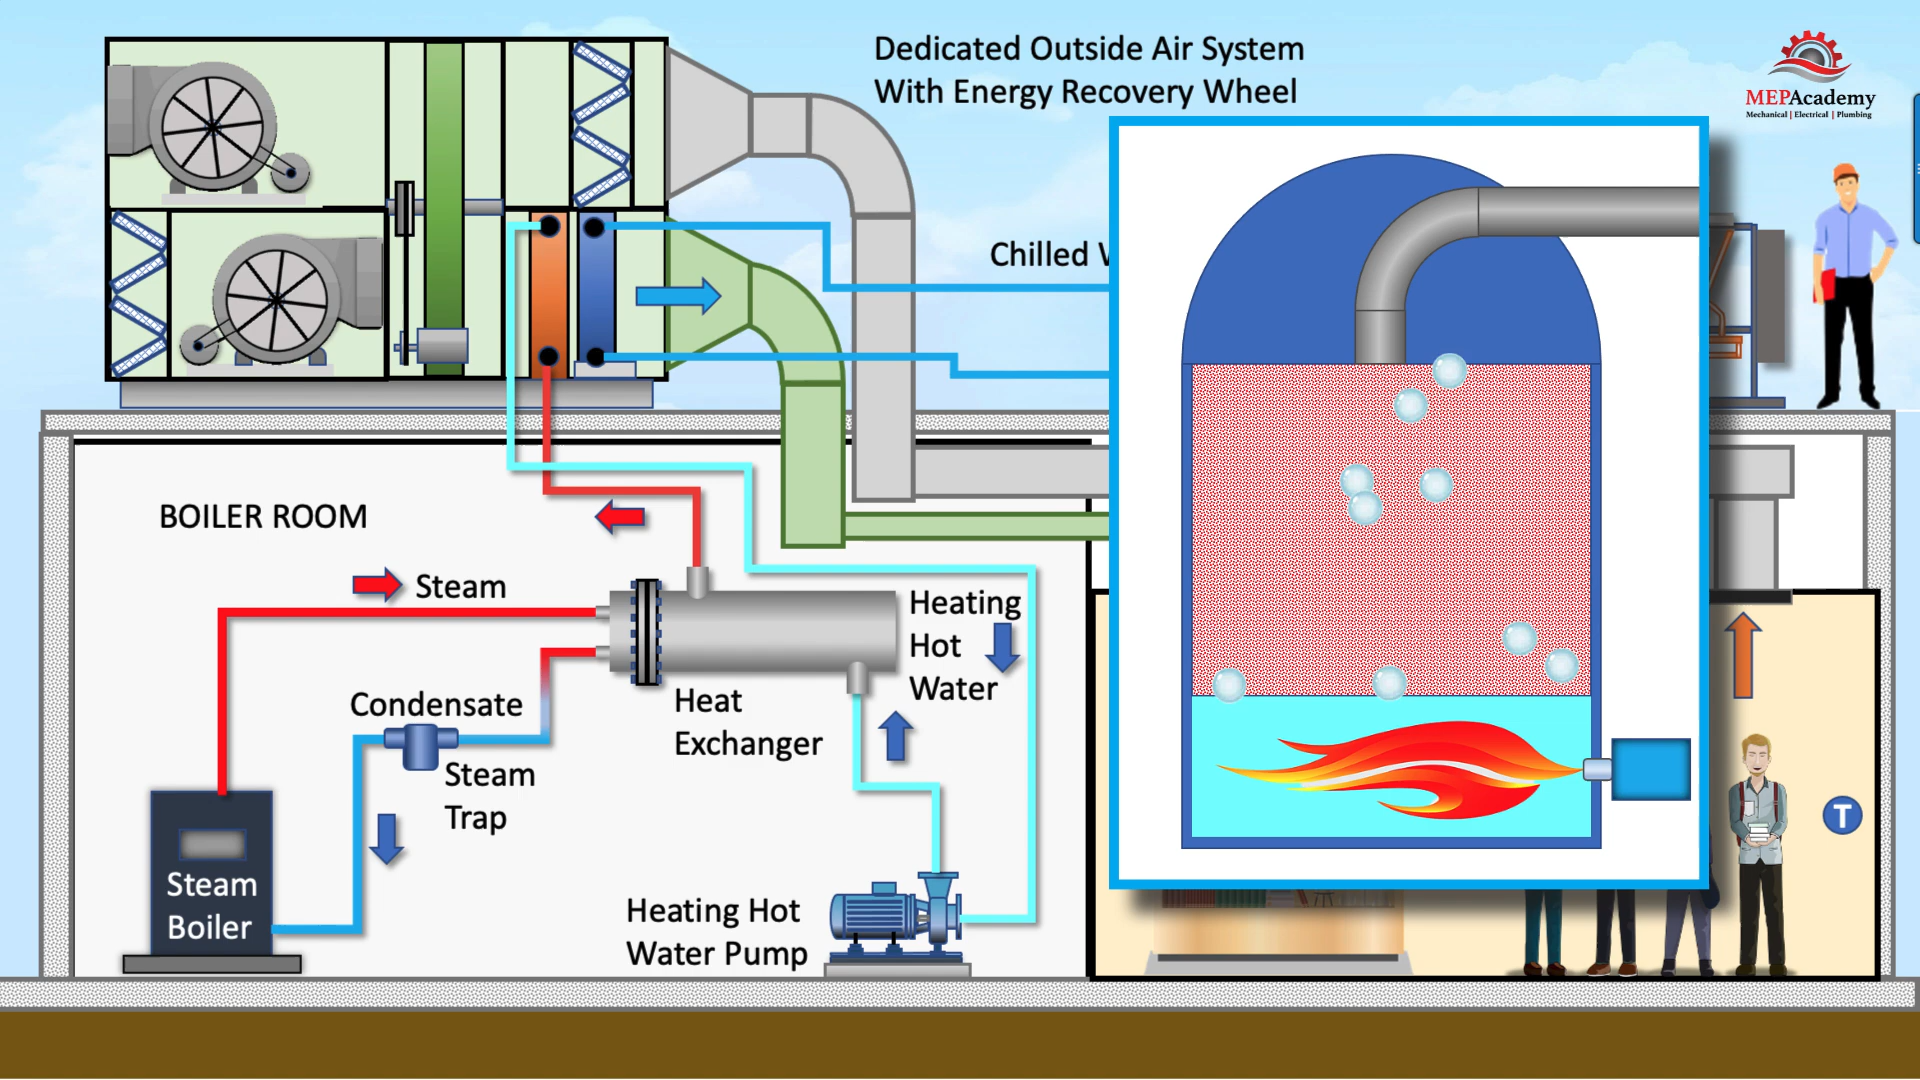 Dedicated Outside Air System
With Energy Recovery Wheel
MEPAcademy
Mechanical | Electrical | Plumbing
Chilled
BOILER ROOM
Steam
Heating
Hot
Water
Condensate
Heat
Exchanger
Steam
Trap
Steam
Boiler
Heating Hot
Water Pump
T